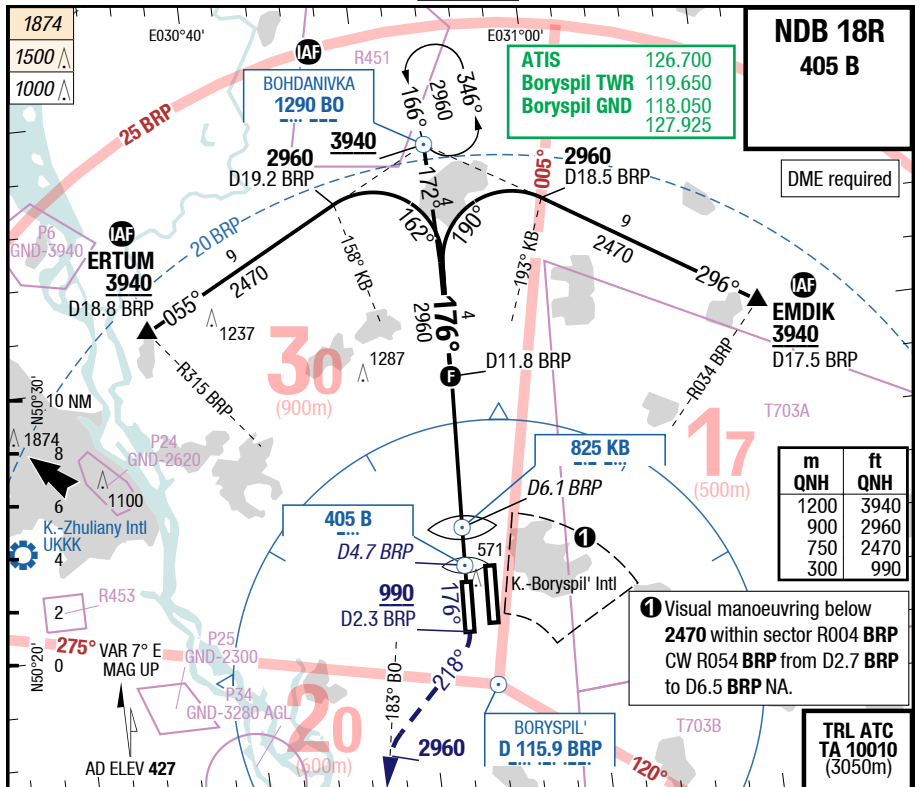 1874
1500
1000
E030°40'
E031°00'
IAF
R451
BOHDANIVKA
1290 BO
166°
2960
346°
ATIS 126.700
Boryspil TWR 119.650
Boryspil GND 118.050
127.925
NDB 18R
405 B
DME required
25 BRP
20 BRP
3940
2960
D19.2 BRP
2960
D18.5 BRP
005°
172°
4
162°
190°
P6
GND-3940
IAF
ERTUM
3940
D18.8 BRP
055°
9
2470
158° KB
193° KB
9
2470
296°
IAF
EMDIK
3940
D17.5 BRP
176°
4
2960
1237
1287
30
(900m)
F
D11.8 BRP
R315 BRP
R034 BRP
T703A
17
(500m)
N50°30'
10 NM
8
6
4
2
0
N50°20'
1874
P24
GND-2620
1100
K.-Zhuliany Intl
UKKK
825 KB
D6.1 BRP
405 B
D4.7 BRP
571
1
K.-Boryspil' Intl
990
D2.3 BRP
176°
m ft
QNH QNH
1200 3940
900 2960
750 2470
300 990
1 Visual manoeuvring below
2470 within sector R004 BRP
CW R054 BRP from D2.7 BRP
to D6.5 BRP NA.
R453
275°
VAR 7° E
MAG UP
P25
GND-2300
P34
GND-3280 AGL
20
(600m)
AD ELEV 427
183° BO
218°
2960
BORYSPIL'
D 115.9 BRP
120°
T703B
TRL ATC
TA 10010
(3050m)